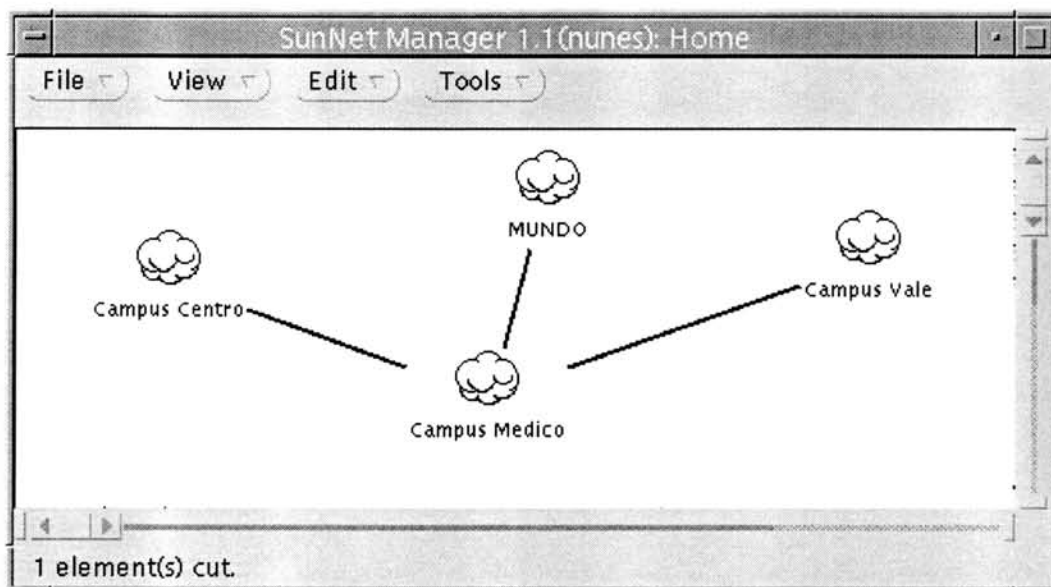 SunNet Manager 1.1(nunes): Home
File View Edit Tools
MUNDO
Campus Centro
Campus Vale
Campus Medico
1 element(s) cut.